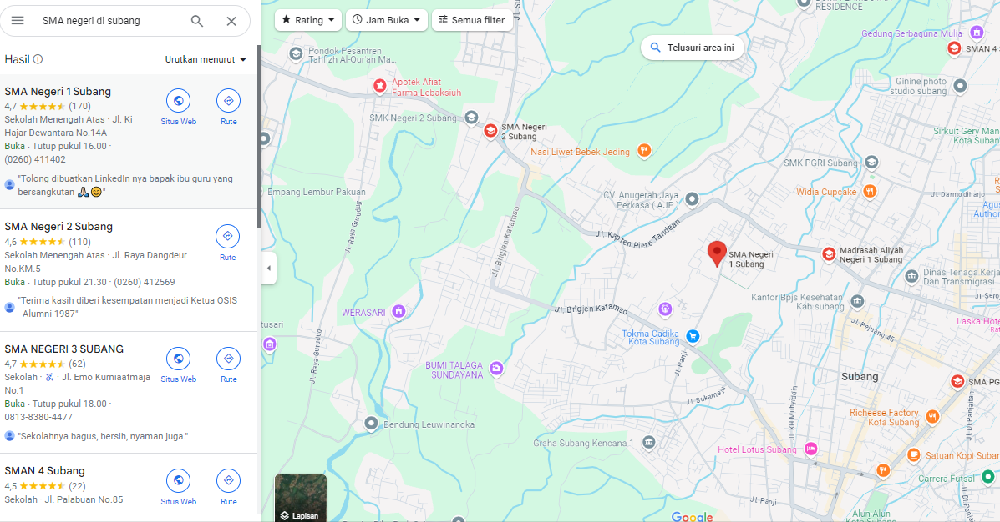 SMA negeri di subang
Hasil
Urutkan menurut
SMA Negeri 1 Subang
4,7 (170)
Sekolah Menengah Atas · Jl. Ki
Hajar Dewantara No.14A
Buka · Tutup pukul 16.00 ·
(0260) 411402
"Tolong dibuatkan LinkedIn nya bapak ibu guru yang
bersangkutan 🙏🏻😊"
Situs Web
Rute
SMA Negeri 2 Subang
4,6 (110)
Sekolah Menengah Atas · Jl. Raya Dangdeur
No.KM.5
Buka · Tutup pukul 21.30 · (0260) 412569
"Terima kasih diberi kesempatan menjadi Ketua OSIS
- Alumni 1987"
Rute
SMA NEGERI 3 SUBANG
4,7 (62)
Sekolah · Jl. Emo Kurniaatmaja
No.1
Buka · Tutup pukul 18.00 ·
0813-8380-4477
"Sekolahnya bagus, bersih, nyaman juga."
Situs Web
Rute
SMAN 4 Subang
4,5 (22)
Sekolah · Jl. Palabuan No.85
Situs Web
Rute
Rating
Jam Buka
Semua filter
Telusuri area ini
RESIDENCE
Gedung Serbaguna Mulia
SMAN 4
Pondok Pesantren
Tahfizh Al-Qur'an Ma...
Apotek Afiat
Farma Lebaksiuh
Ginine photo
studio subang
SMK Negeri 2 Subang
SMA Negeri
2 Subang
Sirkuit Gery Man
Kota Subang
Nasi Liwet Bebek Jeding
SMK PGRI Subang
Empang Lembur Pakuan
CV. Anugerah Jaya
Perkasa ( AJP )
Widia Cupcake
Jl. Darmodiharjo
Jl. Raya Gurudug
Jl. Brigjen Katamso
Jl. Kapten Piere Tandean
SMA Negeri
1 Subang
Madrasah Aliyah
Negeri 1 Subang
Dinas Tenaga Kerja
Dan Transmigrasi
Kantor Bpjs Kesehatan
Kab.subang
WERASARI
Jl. Brigjen Katamso
Jl. Pejuang 45
Laska Hote
tusari
Tokma Cadika
Kota Subang
Jl. Panji
Jl. Raya Gurudug
BUMI TALAGA
SUNDAYANA
Subang
SMA PG
Jl. Sukamaju
Jl. KH Muhyidin
Jl. DI Panjaitan
Richeese Factory
Kota Subang
Bendung Leuwinangka
Graha Subang Kencana 1
Hotel Lotus Subang
Satuan Kopi Suban
Carrera Futsal
Jl. Panji
Alun-Alun
Kota Subang
Lapisan
Google